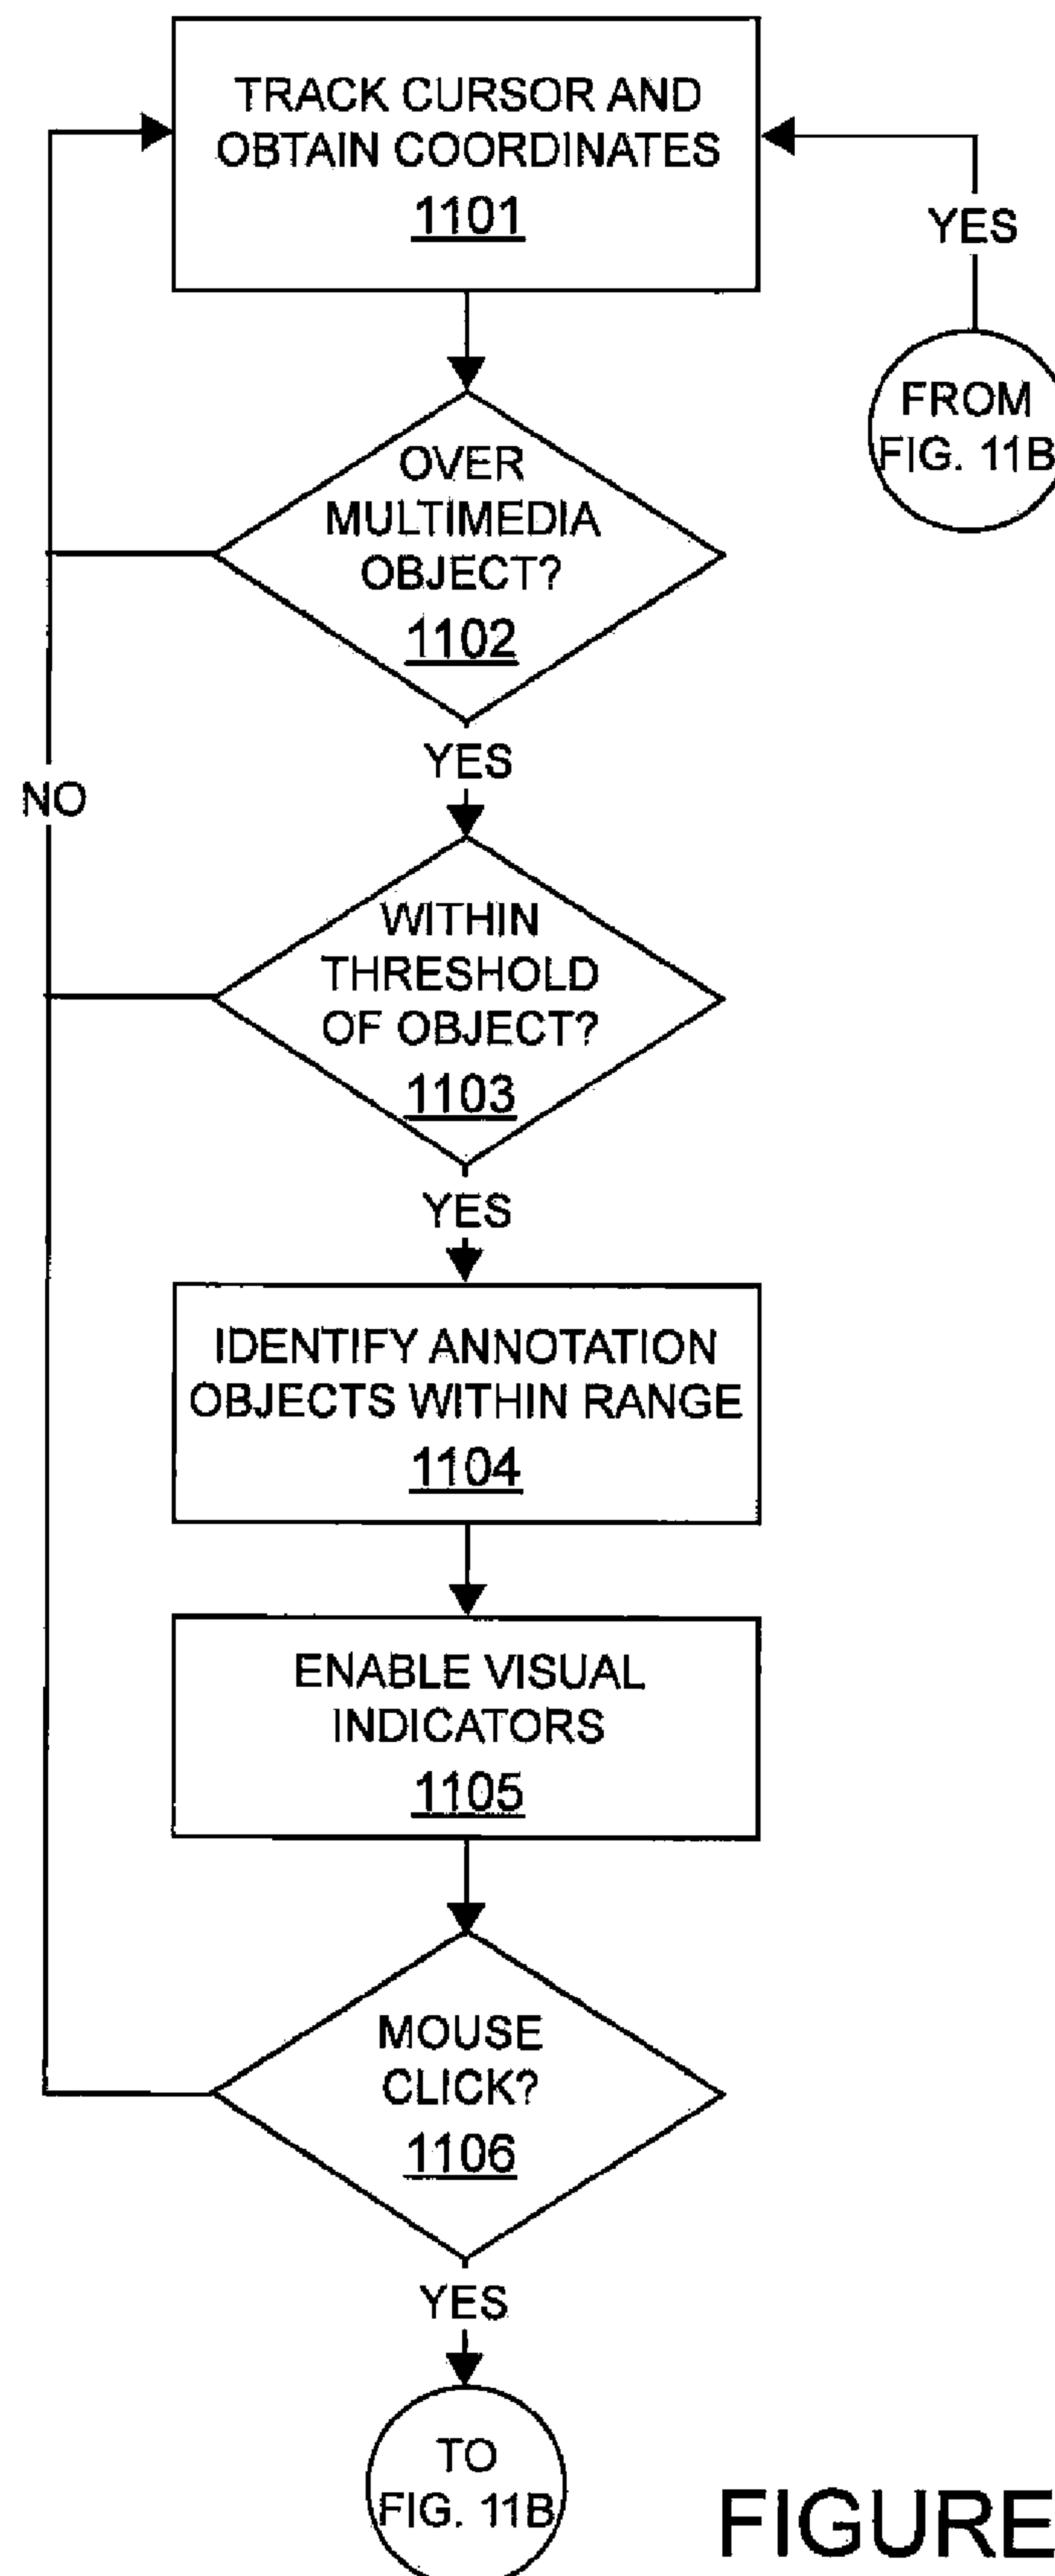 TRACK CURSOR AND
OBTAIN COORDINATES
1101
YES
FROM
FIG. 11B
OVER
MULTIMEDIA
OBJECT?
1102
YES
NO
WITHIN
THRESHOLD
OF OBJECT?
1103
YES
IDENTIFY ANNOTATION
OBJECTS WITHIN RANGE
1104
ENABLE VISUAL
INDICATORS
1105
MOUSE
CLICK?
1106
YES
TO
FIG. 11B
FIGURE